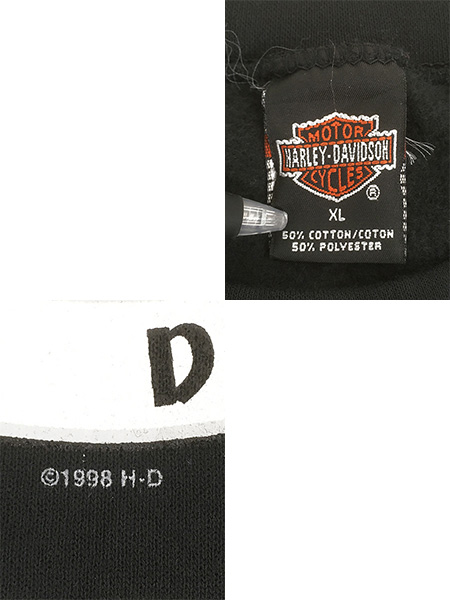 MOTOR
HARLEY-DAVIDSON
CYCLES
®
XL
50% COTTON/COTON
50% POLYESTER
D
©1998 H-D